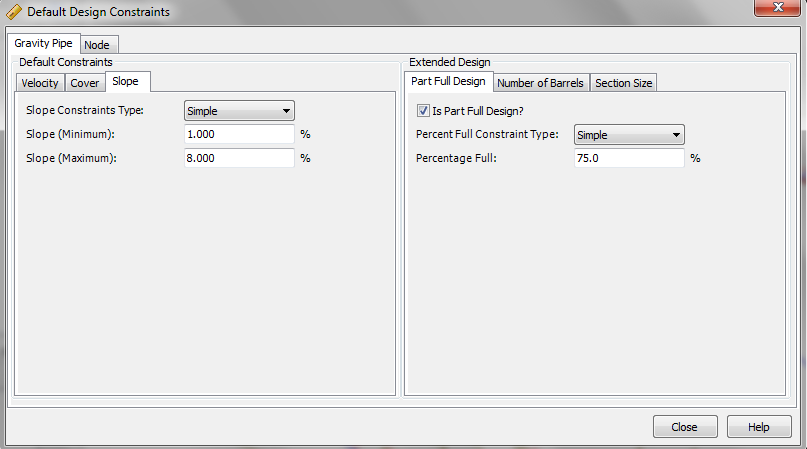 Default Design Constraints
Gravity Pipe Node
Default Constraints
Velocity Cover Slope
Slope Constraints Type: Simple
Slope (Minimum): 1.000 %
Slope (Maximum): 8.000 %
Extended Design
Part Full Design Number of Barrels Section Size
Is Part Full Design?
Percent Full Constraint Type: Simple
Percentage Full: 75.0 %
Close Help